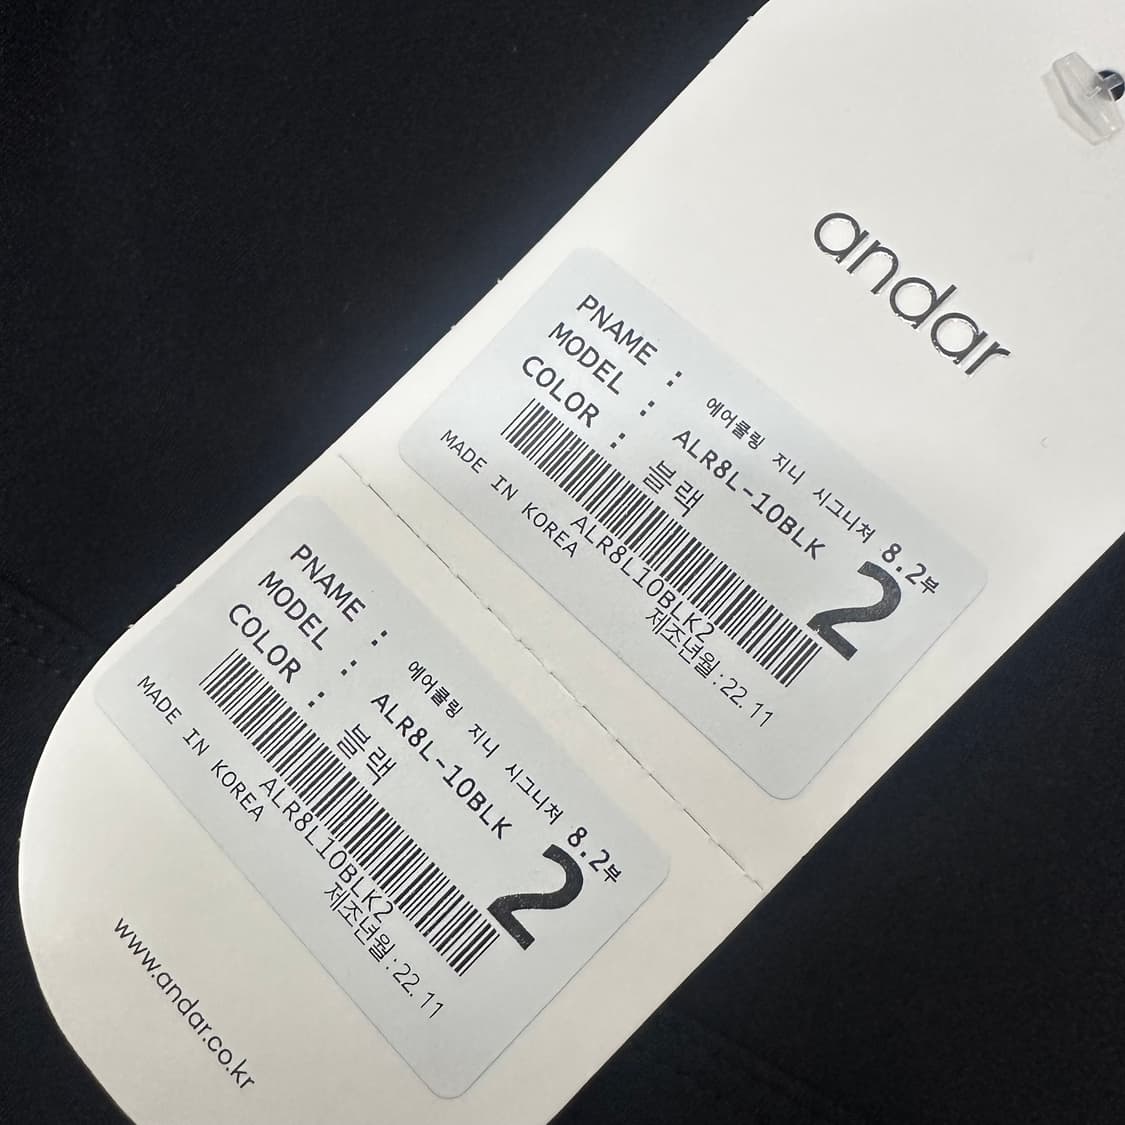 andar
PNAME : 에어쿨링 지니 시그니처 8.2부
MODEL : ALR8L-10BLK
COLOR : 블랙
2
ALR8L10BLK2
MADE IN KOREA 제조년월:22.11
PNAME : 에어쿨링 지니 시그니처 8.2부
MODEL : ALR8L-10BLK
COLOR : 블랙
2
ALR8L10BLK2
MADE IN KOREA 제조년월:22.11
www.andar.co.kr